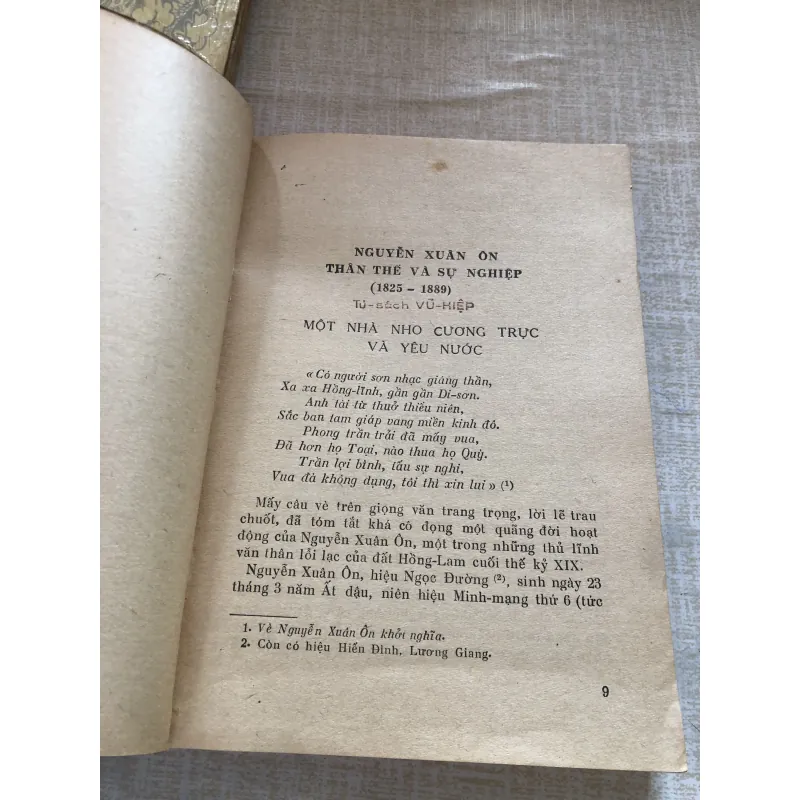 NGUYỄN XUÂN ÔN
THÂN THẾ VÀ SỰ NGHIỆP
(1825 – 1889)
Tủ-sách VŨ-HIỆP
MỘT NHÀ NHO CƯƠNG TRỰC
VÀ YÊU NƯỚC
« Có người sơn nhạc giáng thần,
Xa xa Hồng-lĩnh, gần gần Di-sơn.
Anh tài từ thuở thiếu niên,
Sắc ban tam giáp vang miền kinh đô.
Phong trần trải đã mấy vua,
Đã hơn họ Toại, nào thua họ Quỳ.
Trần lợi bình, tấu sự nghi,
Vua đà không dụng, tôi thì xin lui » (1)
Mấy câu vè trên giọng văn trang trọng, lời lẽ trau
chuốt, đã tóm tắt khá cô đọng một quãng đời hoạt
động của Nguyễn Xuân Ôn, một trong những thủ lĩnh
văn thân lỗi lạc của đất Hồng-Lam cuối thế kỷ XIX.
Nguyễn Xuân Ôn, hiệu Ngọc Đường (2), sinh ngày 23
tháng 3 năm Ất dậu, niên hiệu Minh-mạng thứ 6 (tức
1. Vè Nguyễn Xuân Ôn khởi nghĩa.
2. Còn có hiệu Hiến Đình, Lương Giang.
9